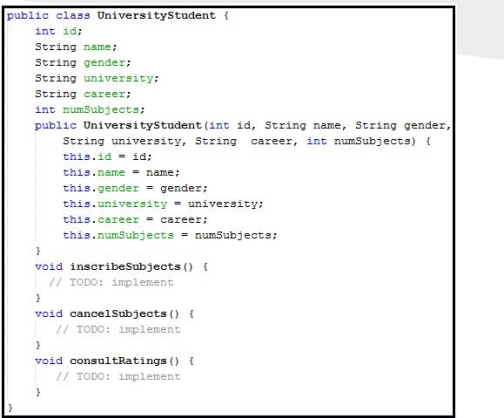 public class UniversityStudent {
int id;
String name;
String gender;
String university;
String career;
int numSubjects;
public UniversityStudent(int id, String name, String gender,
String university, String career, int numSubjects) {
this.id = id;
this.name = name;
this.gender = gender;
this.university = university;
this.career = career;
this.numSubjects = numSubjects;
}
void inscribeSubjects() {
// TODO: implement
}
void cancelSubjects() {
// TODO: implement
}
void consultRatings() {
// TODO: implement
}
}